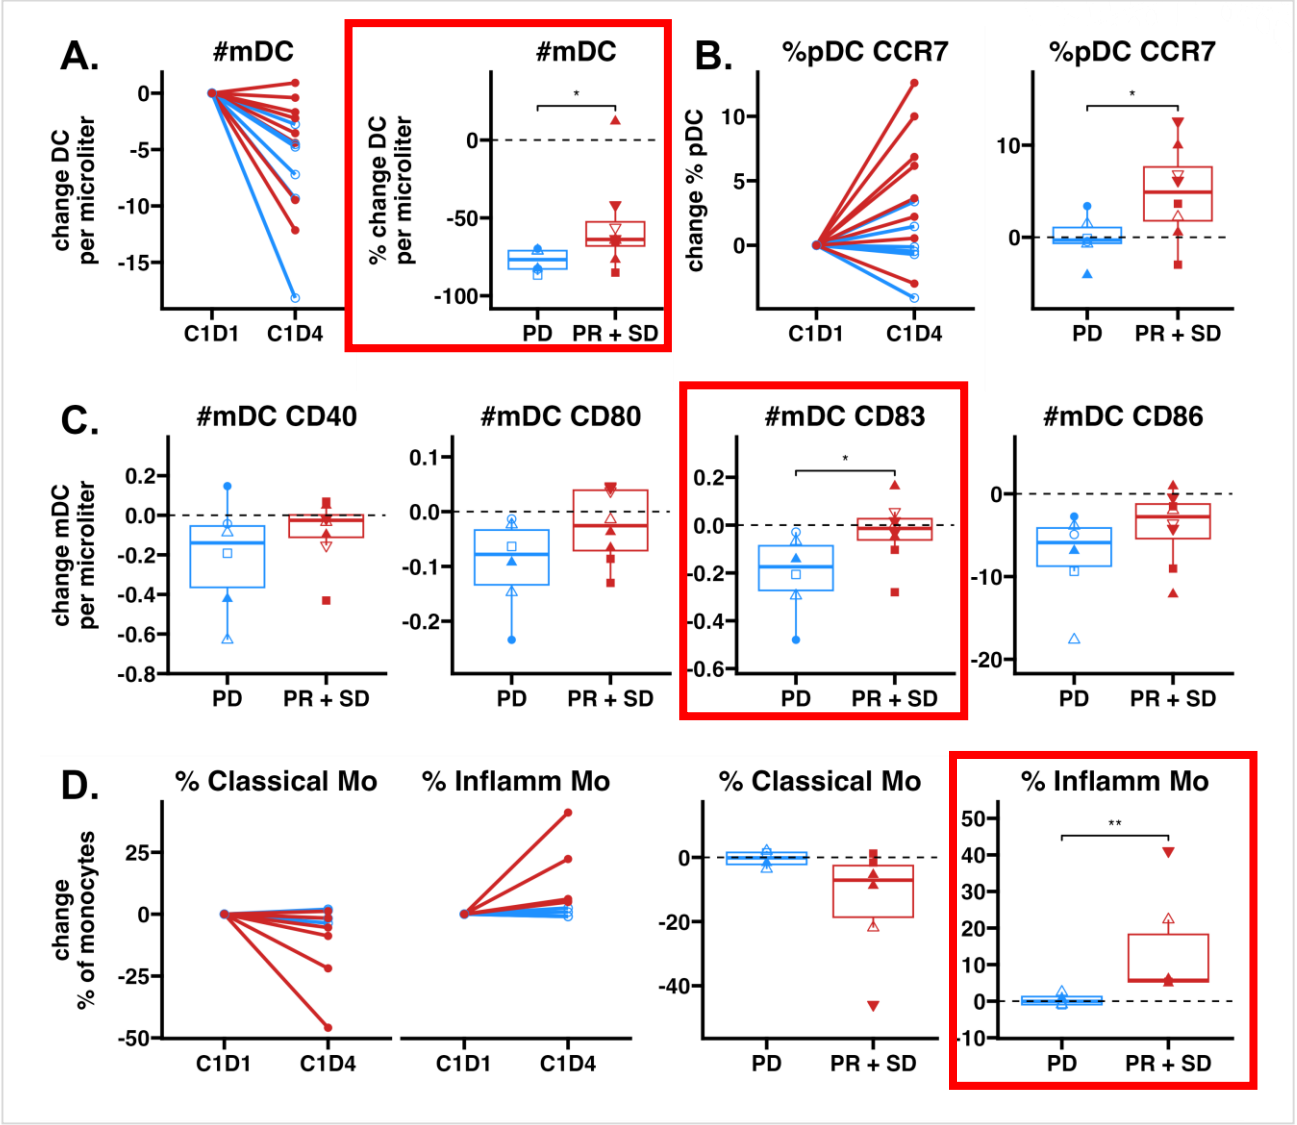 A.
#mDC
change DC
per microliter
0
-5
-10
-15
C1D1 C1D4
#mDC
% change DC
per microliter
*
0
-50
-100
PD PR + SD
B.
%pDC CCR7
change % pDC
10
5
0
C1D1 C1D4
%pDC CCR7
*
10
0
PD PR + SD
C.
#mDC CD40
change mDC
per microliter
0.2
0.0
-0.2
-0.4
-0.6
-0.8
PD PR + SD
#mDC CD80
0.1
0.0
-0.1
-0.2
PD PR + SD
#mDC CD83
*
0.2
0.0
-0.2
-0.4
-0.6
PD PR + SD
#mDC CD86
0
-10
-20
PD PR + SD
D.
% Classical Mo
change
% of monocytes
25
0
-25
-50
C1D1 C1D4
% Inflamm Mo
C1D1 C1D4
% Classical Mo
0
-20
-40
PD PR + SD
% Inflamm Mo
**
50
40
30
20
10
0
-10
PD PR + SD